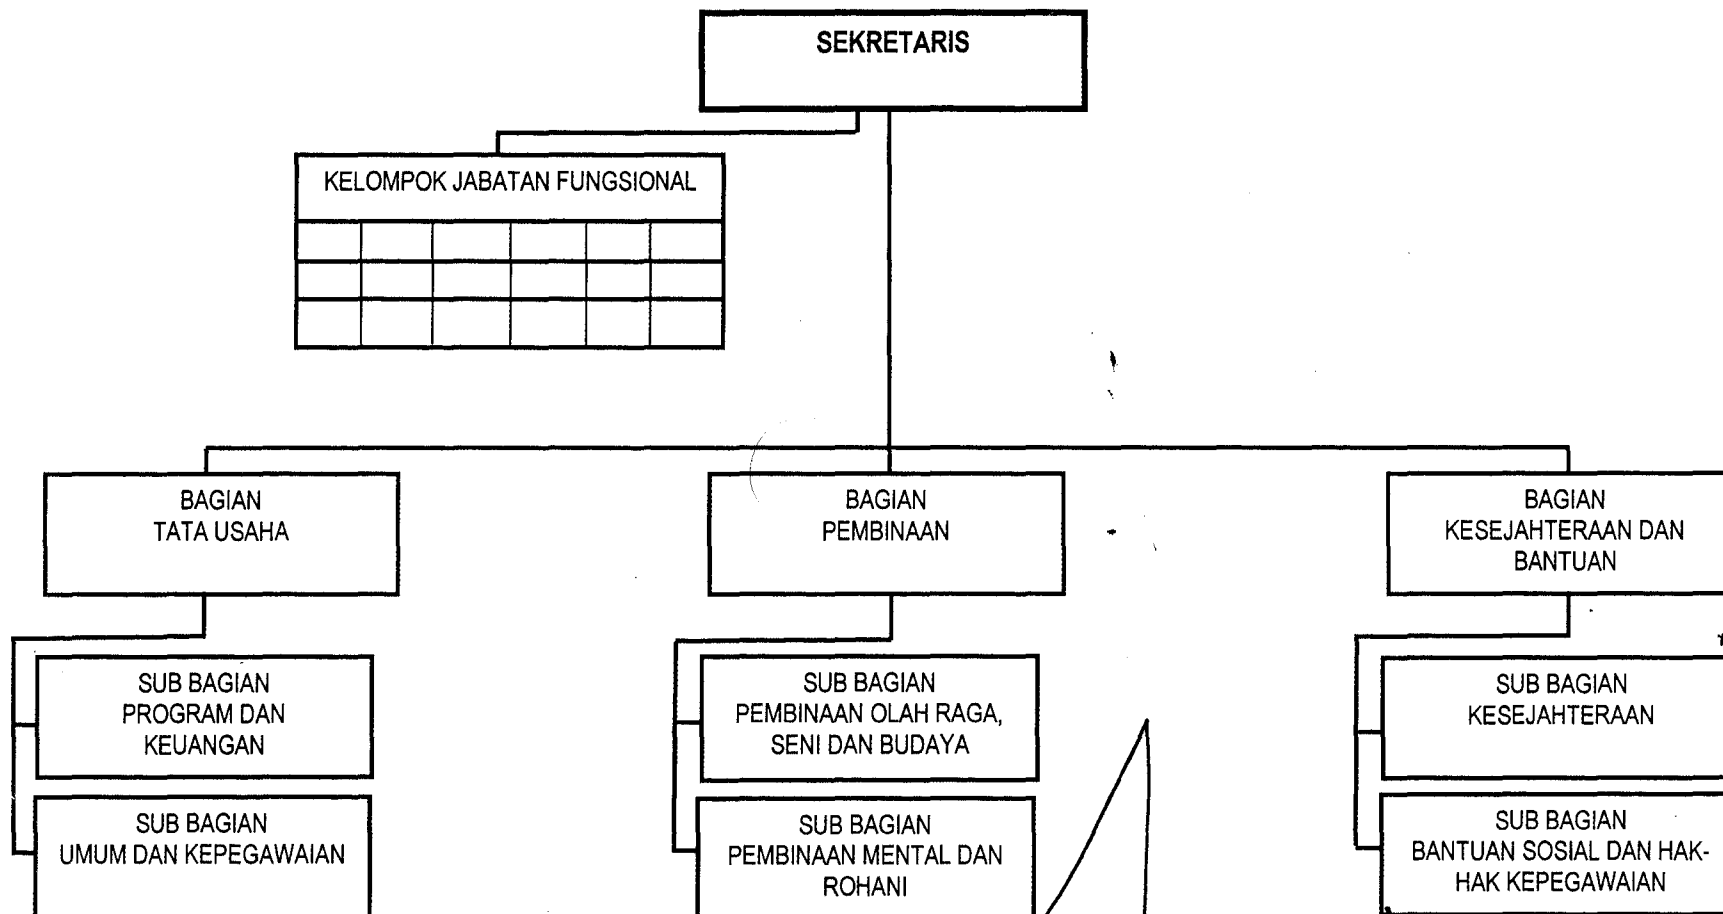 SEKRETARIS
KELOMPOK JABATAN FUNGSIONAL
BAGIAN
TATA USAHA
BAGIAN
PEMBINAAN
BAGIAN
KESEJAHTERAAN DAN
BANTUAN
SUB BAGIAN
PROGRAM DAN
KEUANGAN
SUB BAGIAN
PEMBINAAN OLAH RAGA,
SENI DAN BUDAYA
SUB BAGIAN
KESEJAHTERAAN
SUB BAGIAN
UMUM DAN KEPEGAWAIAN
SUB BAGIAN
PEMBINAAN MENTAL DAN
ROHANI
SUB BAGIAN
BANTUAN SOSIAL DAN HAK-
HAK KEPEGAWAIAN